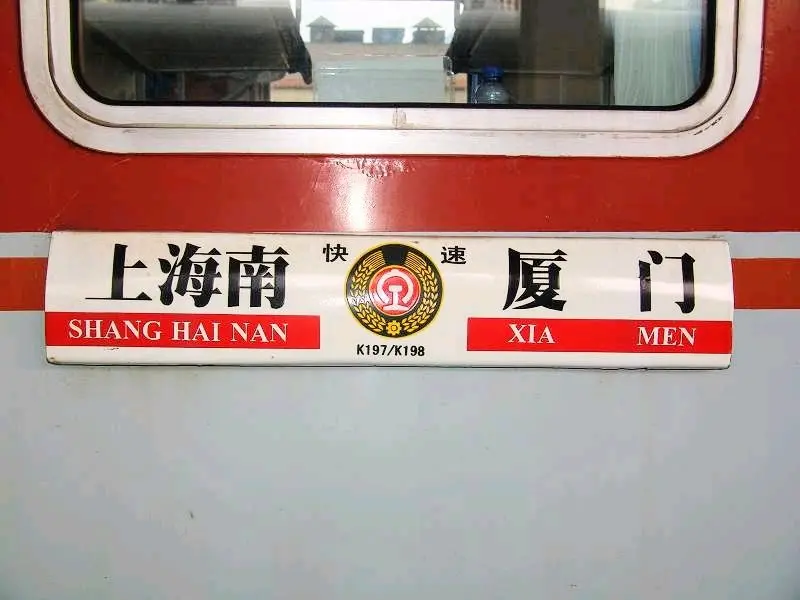 上海南 快 速 厦 门
SHANG HAI NAN XIA MEN
K197/K198